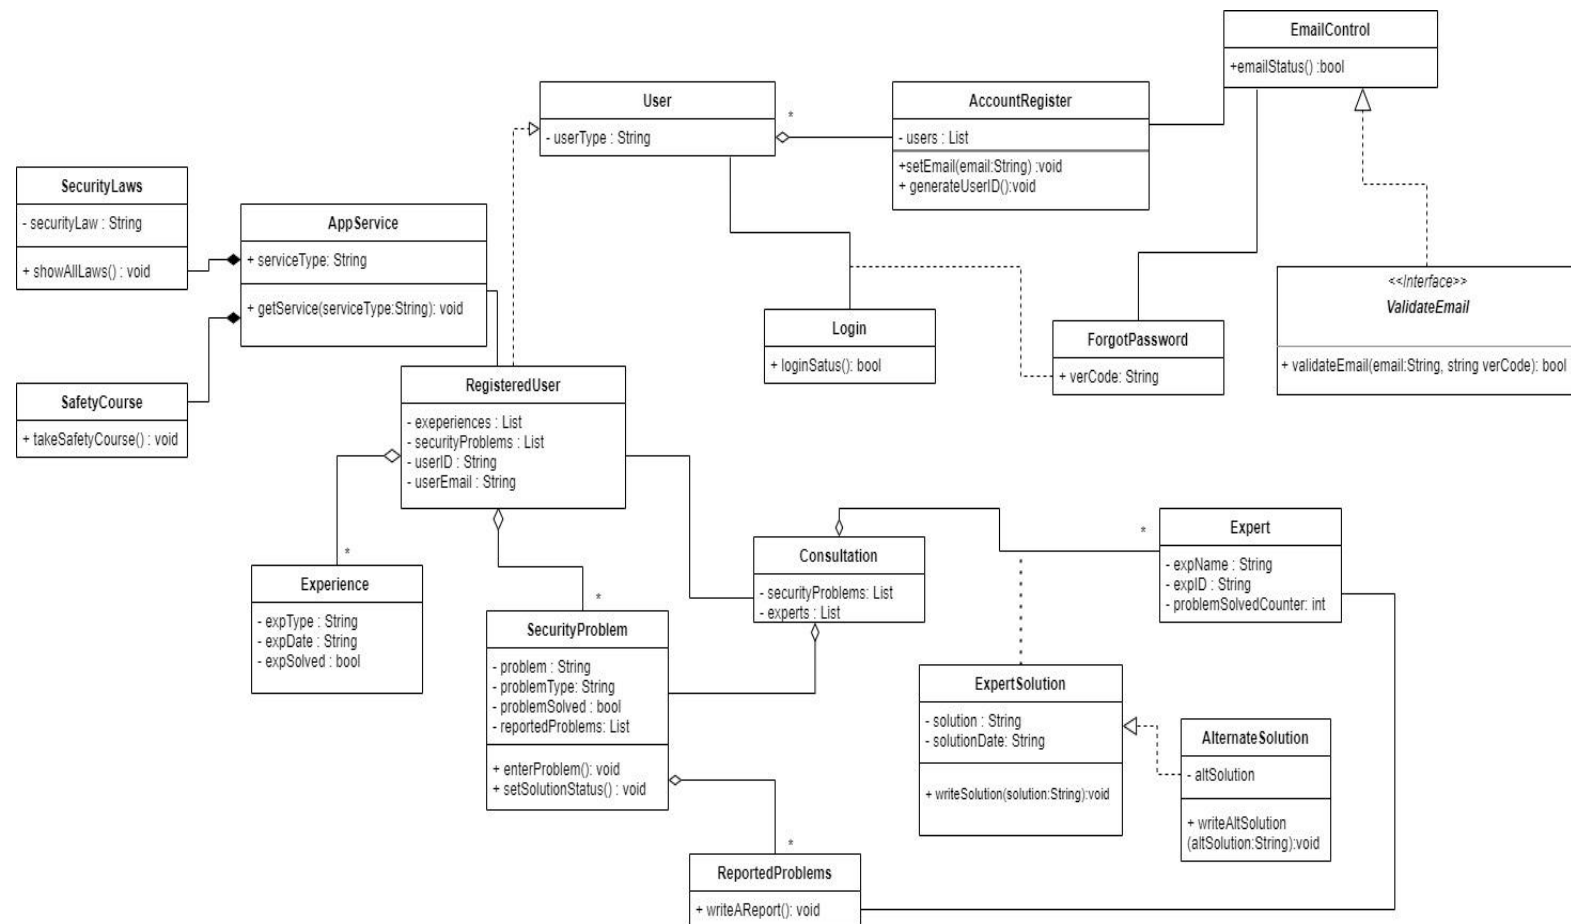 EmailControl
+emailStatus() :bool
User
- userType : String
*
AccountRegister
- users : List
+setEmail(email:String) :void
+ generateUserID():void
SecurityLaws
- securityLaw : String
+ showAllLaws() : void
AppService
+ serviceType: String
+ getService(serviceType:String): void
<<Interface>>
ValidateEmail
+ validateEmail(email:String, string verCode): bool
Login
+ loginSatus(): bool
ForgotPassword
+ verCode: String
SafetyCourse
+ takeSafetyCourse() : void
RegisteredUser
- exeperiences : List
- securityProblems : List
- userID : String
- userEmail : String
*
Experience
- expType : String
- expDate : String
- expSolved : bool
*
SecurityProblem
- problem : String
- problemType: String
- problemSolved : bool
- reportedProblems: List
+ enterProblem(): void
+ setSolutionStatus() : void
Consultation
- securityProblems: List
- experts : List
*
Expert
- expName : String
- expID : String
- problemSolvedCounter: int
ExpertSolution
- solution : String
- solutionDate: String
+ writeSolution(solution:String):void
AlternateSolution
- altSolution
+ writeAltSolution
(altSolution:String):void
*
ReportedProblems
+ writeAReport(): void